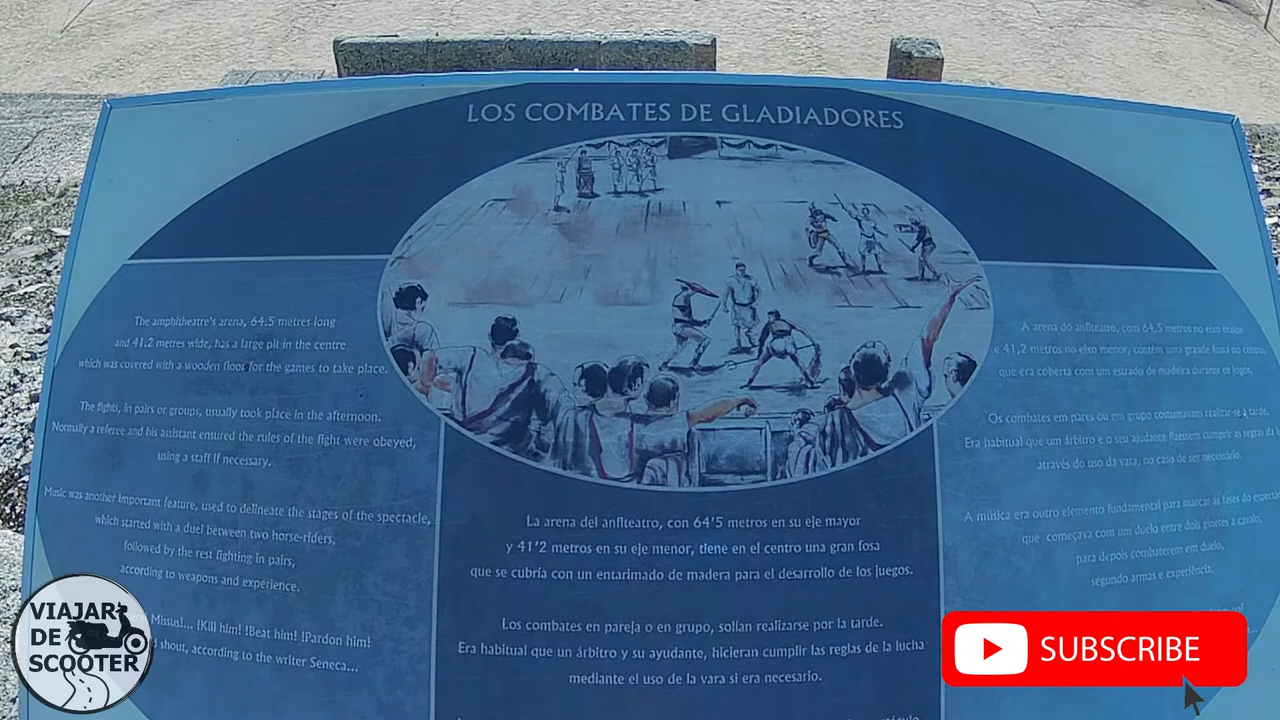 LOS COMBATES DE GLADIADORES
The amphitheatre's arena, 64.5 metres long
and 41.2 metres wide, has a large pit in the centre
which was covered with a wooden floor for the games to take place.
The fights, in pairs or groups, usually took place in the afternoon.
Normally a referee and his assistant ensured the rules of the fight were obeyed,
using a staff if necessary.
Music was another important feature, used to delineate the stages of the spectacle,
which started with a duel between two horse-riders,
followed by the rest fighting in pairs,
according to weapons and experience.
Missus!... !Kill him! !Beat him! !Pardon him!
shout, according to the writer Seneca...
La arena del anfiteatro, con 64'5 metros en su eje mayor
y 41'2 metros en su eje menor, tiene en el centro una gran fosa
que se cubría con un entarimado de madera para el desarrollo de los juegos.
Los combates en pareja o en grupo, solían realizarse por la tarde.
Era habitual que un árbitro y su ayudante, hicieran cumplir las reglas de la lucha
mediante el uso de la vara si era necesario.
A arena do anfiteatro, com 64,5 metros no eixo maior
e 41,2 metros no eixo menor, contém uma grande fossa no centro,
que era coberta com um estrado de madeira durante os jogos.
Os combates em pares ou em grupo costumavam realizar-se à tarde.
Era habitual que um árbitro e o seu ajudante fizessem cumprir as regras da
através do uso da vara, no caso de ser necessário.
A música era outro elemento fundamental para marcar as fases do
que começava com um duelo entre dois ginetes a cavalo,
para depois combaterem em duelo,
segundo armas e experiência.
VIAJAR
DE
SCOOTER
SUBSCRIBE